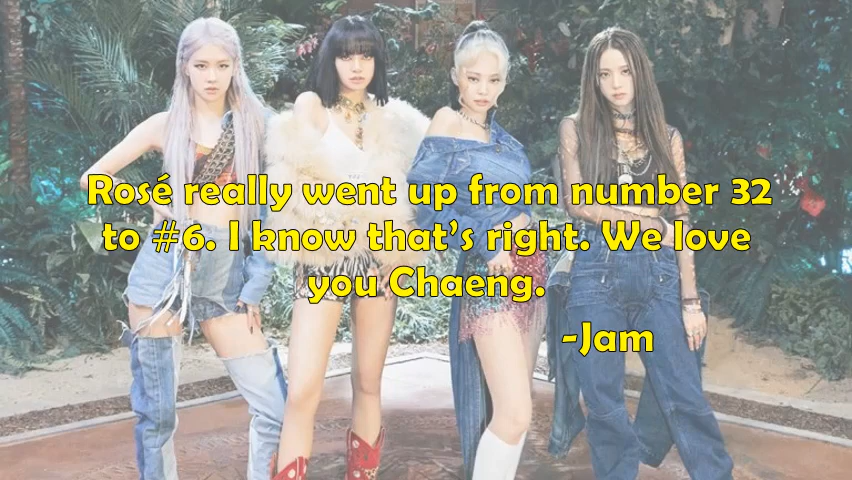 Rosé really went up from number 32
to #6. I know that’s right. We love
you Chaeng.
-Jam